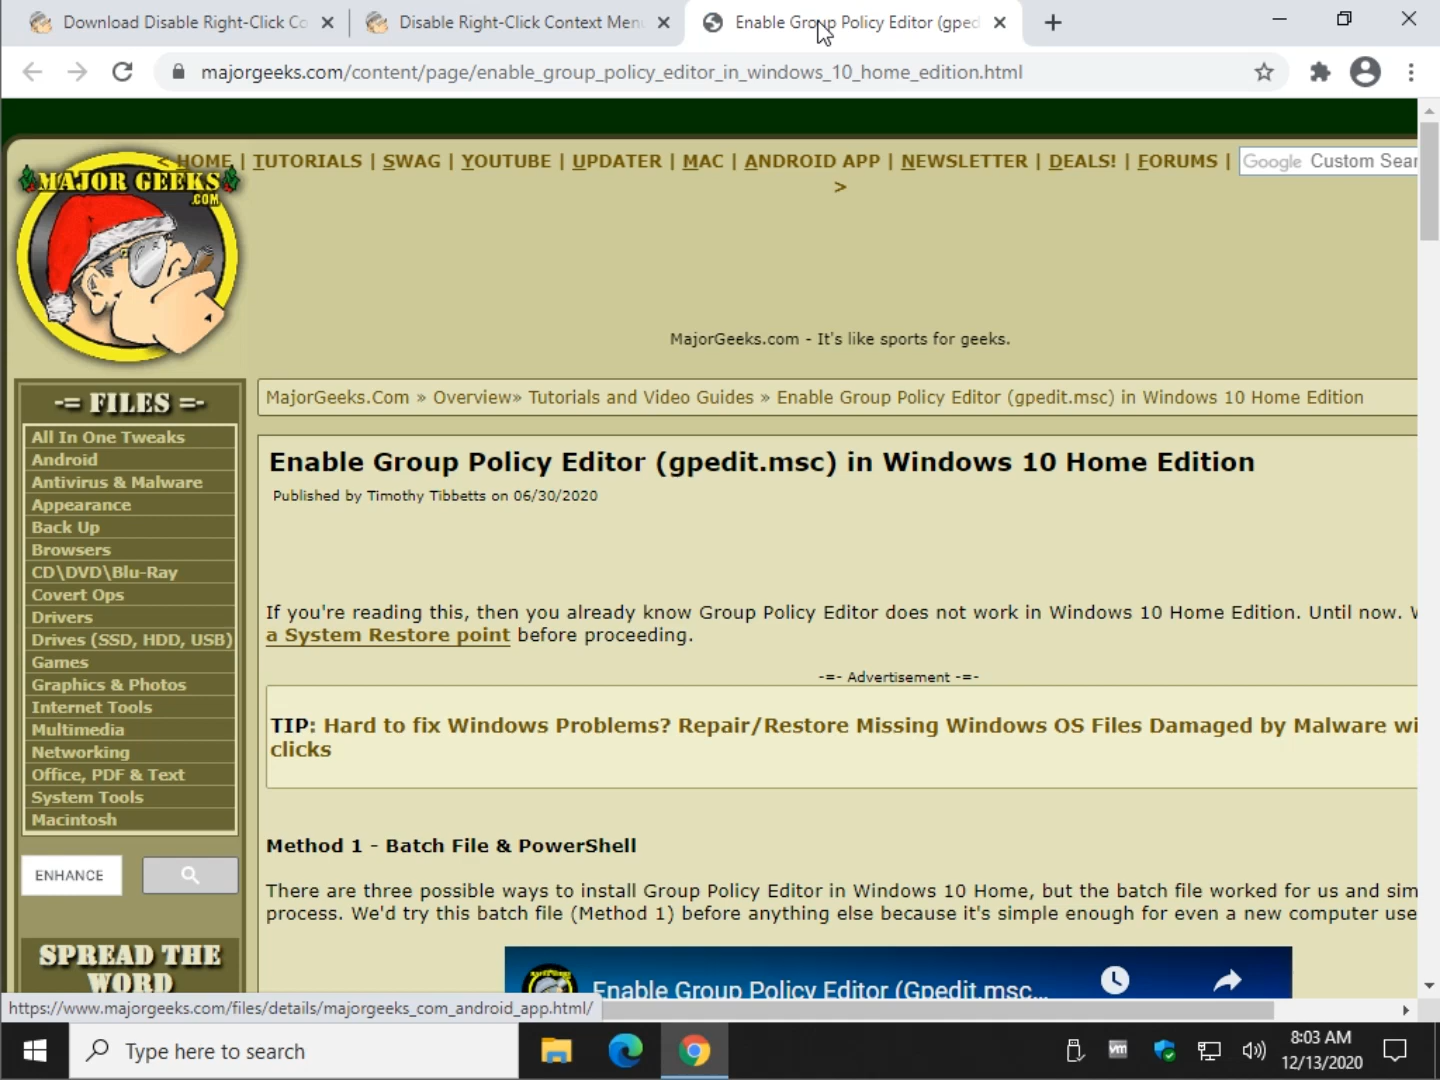 Download Disable Right-Click Co
Disable Right-Click Context Menu
Enable Group Policy Editor (gped
majorgeeks.com/content/page/enable_group_policy_editor_in_windows_10_home_edition.html
< HOME | TUTORIALS | SWAG | YOUTUBE | UPDATER | MAC | ANDROID APP | NEWSLETTER | DEALS! | FORUMS |
>
Google Custom Sear
MAJOR GEEKS
.COM
MajorGeeks.com - It's like sports for geeks.
-= FILES =-
All In One Tweaks
Android
Antivirus & Malware
Appearance
Back Up
Browsers
CD\DVD\Blu-Ray
Covert Ops
Drivers
Drives (SSD, HDD, USB)
Games
Graphics & Photos
Internet Tools
Multimedia
Networking
Office, PDF & Text
System Tools
Macintosh
ENHANCE
SPREAD THE
WORD
MajorGeeks.Com » Overview» Tutorials and Video Guides » Enable Group Policy Editor (gpedit.msc) in Windows 10 Home Edition
Enable Group Policy Editor (gpedit.msc) in Windows 10 Home Edition
Published by Timothy Tibbetts on 06/30/2020
If you're reading this, then you already know Group Policy Editor does not work in Windows 10 Home Edition. Until now.
a System Restore point before proceeding.
-=- Advertisement -=-
TIP: Hard to fix Windows Problems? Repair/Restore Missing Windows OS Files Damaged by Malware wi
clicks
Method 1 - Batch File & PowerShell
There are three possible ways to install Group Policy Editor in Windows 10 Home, but the batch file worked for us and sim
process. We'd try this batch file (Method 1) before anything else because it's simple enough for even a new computer use
MAJOR GEEKS
Enable Group Policy Editor (Gpedit.msc...
https://www.majorgeeks.com/files/details/majorgeeks_com_android_app.html/
Type here to search
vm
8:03 AM
12/13/2020